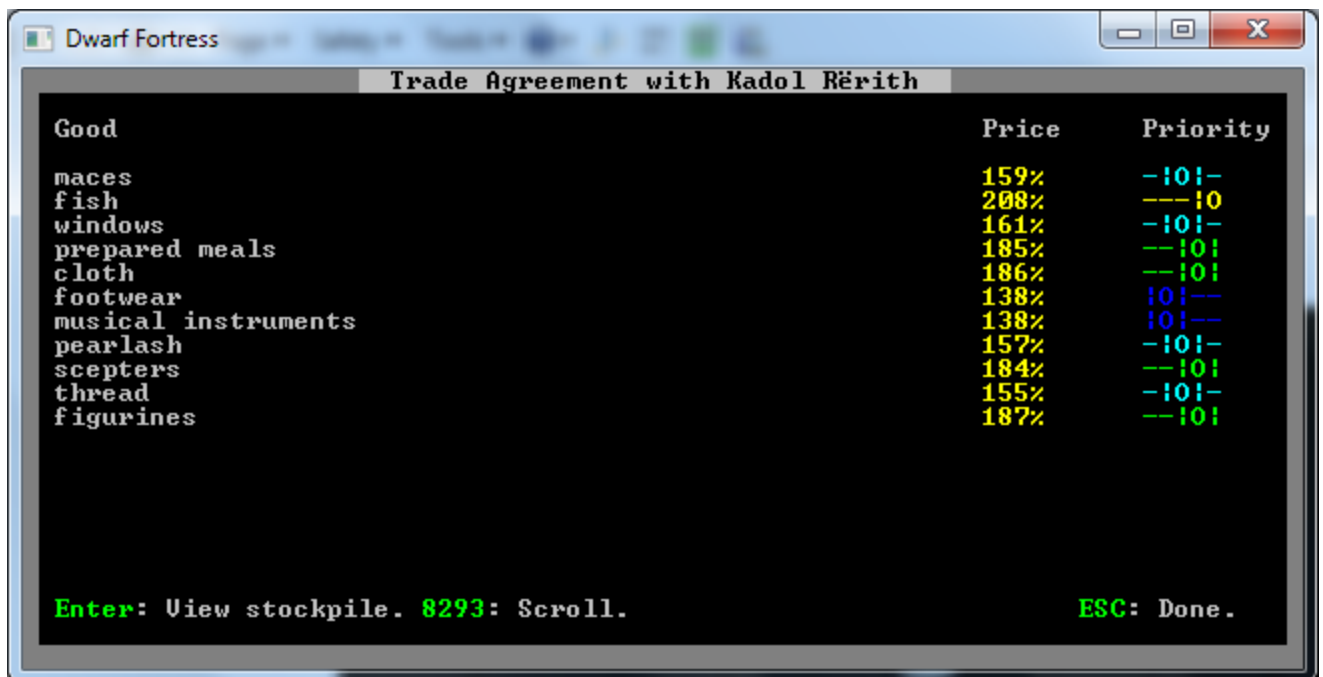 Dwarf Fortress
Trade Agreement with Kadol Rërith
Good Price Priority
maces 159% -|O|-
fish 208% ---|O
windows 161% -|O|-
prepared meals 185% --|O|
cloth 186% --|O|
footwear 138% |O|--
musical instruments 138% |O|--
pearlash 157% -|O|-
scepters 184% --|O|
thread 155% -|O|-
figurines 187% --|O|
Enter: View stockpile. 8293: Scroll. ESC: Done.